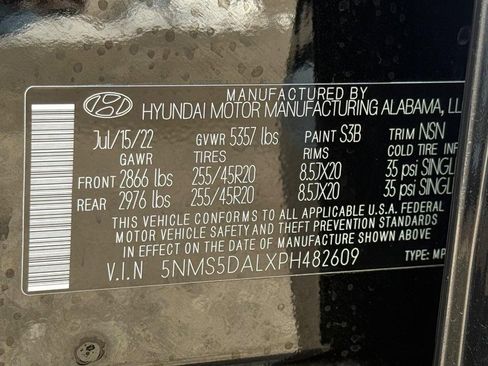 MANUFACTURED BY
HYUNDAI MOTOR MANUFACTURING ALABAMA, LL
Jul/15/22 GVWR 5357 lbs PAINT S3B TRIM NSN
GAWR TIRES RIMS COLD TIRE INF
FRONT 2866 lbs 255/45R20 8.5JX20 35 psi SINGL
REAR 2976 lbs 255/45R20 8.5JX20 35 psi SINGL
THIS VEHICLE CONFORMS TO ALL APPLICABLE U.S.A. FEDERAL
MOTOR VEHICLE SAFETY AND THEFT PREVENTION STANDARDS
IN EFFECT ON THE DATE OF MANUFACTURE SHOWN ABOVE.
V.I.N 5NMS5DALXPH482609 TYPE: MP